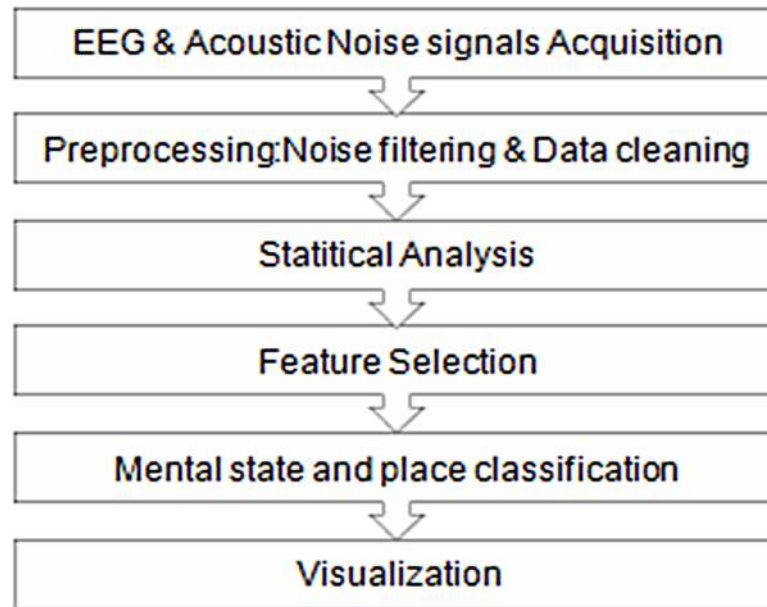 EEG & Acoustic Noise signals Acquisition
Preprocessing:Noise filtering & Data cleaning
Statitical Analysis
Feature Selection
Mental state and place classification
Visualization